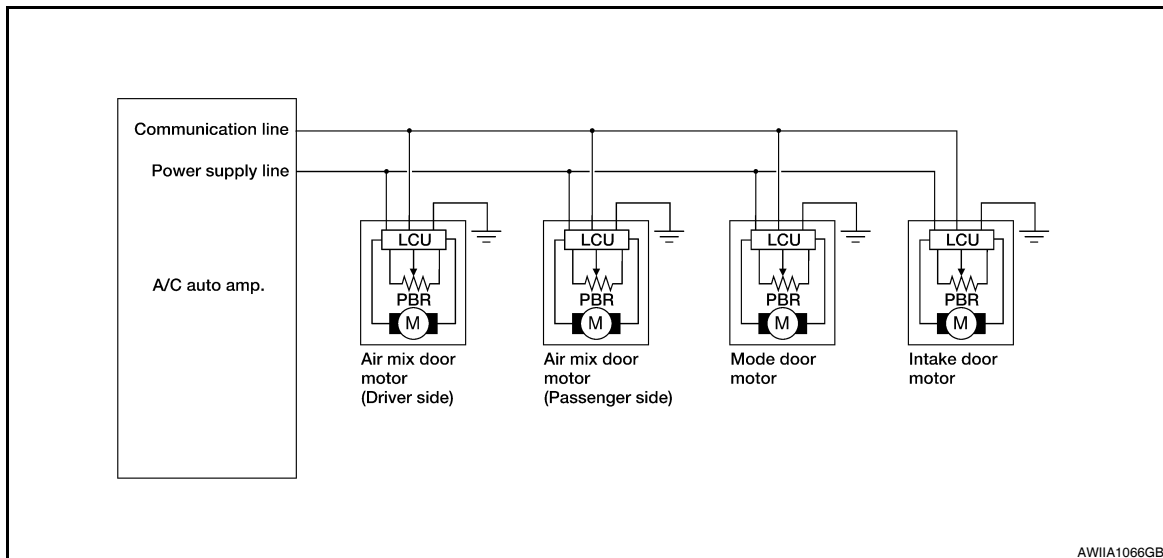 Communication line
Power supply line
A/C auto amp.
LCU
PBR
M
Air mix door
motor
(Driver side)
LCU
PBR
M
Air mix door
motor
(Passenger side)
LCU
PBR
M
Mode door
motor
LCU
PBR
M
Intake door
motor
AWIIA1066GB